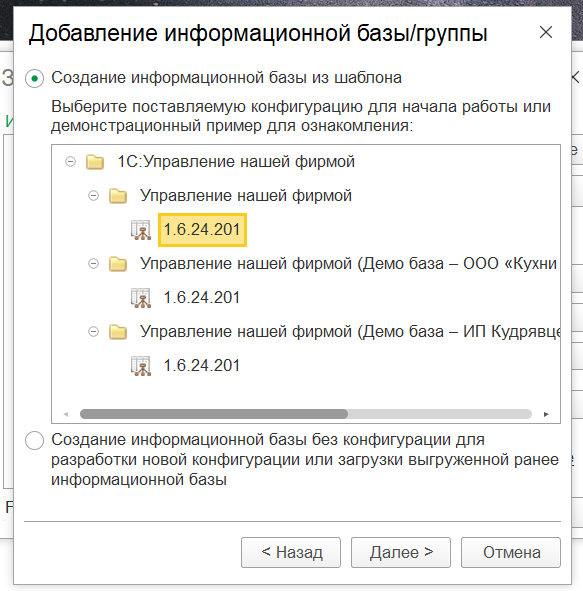 Добавление информационной базы/группы
Создание информационной базы из шаблона
Выберите поставляемую конфигурацию для начала работы или
демонстрационный пример для ознакомления:
1С:Управление нашей фирмой
Управление нашей фирмой
1.6.24.201
Управление нашей фирмой (Демо база – ООО «Кухни
1.6.24.201
Управление нашей фирмой (Демо база – ИП Кудрявце
1.6.24.201
Создание информационной базы без конфигурации для
разработки новой конфигурации или загрузки выгруженной ранее
информационной базы
< Назад
Далее >
Отмена